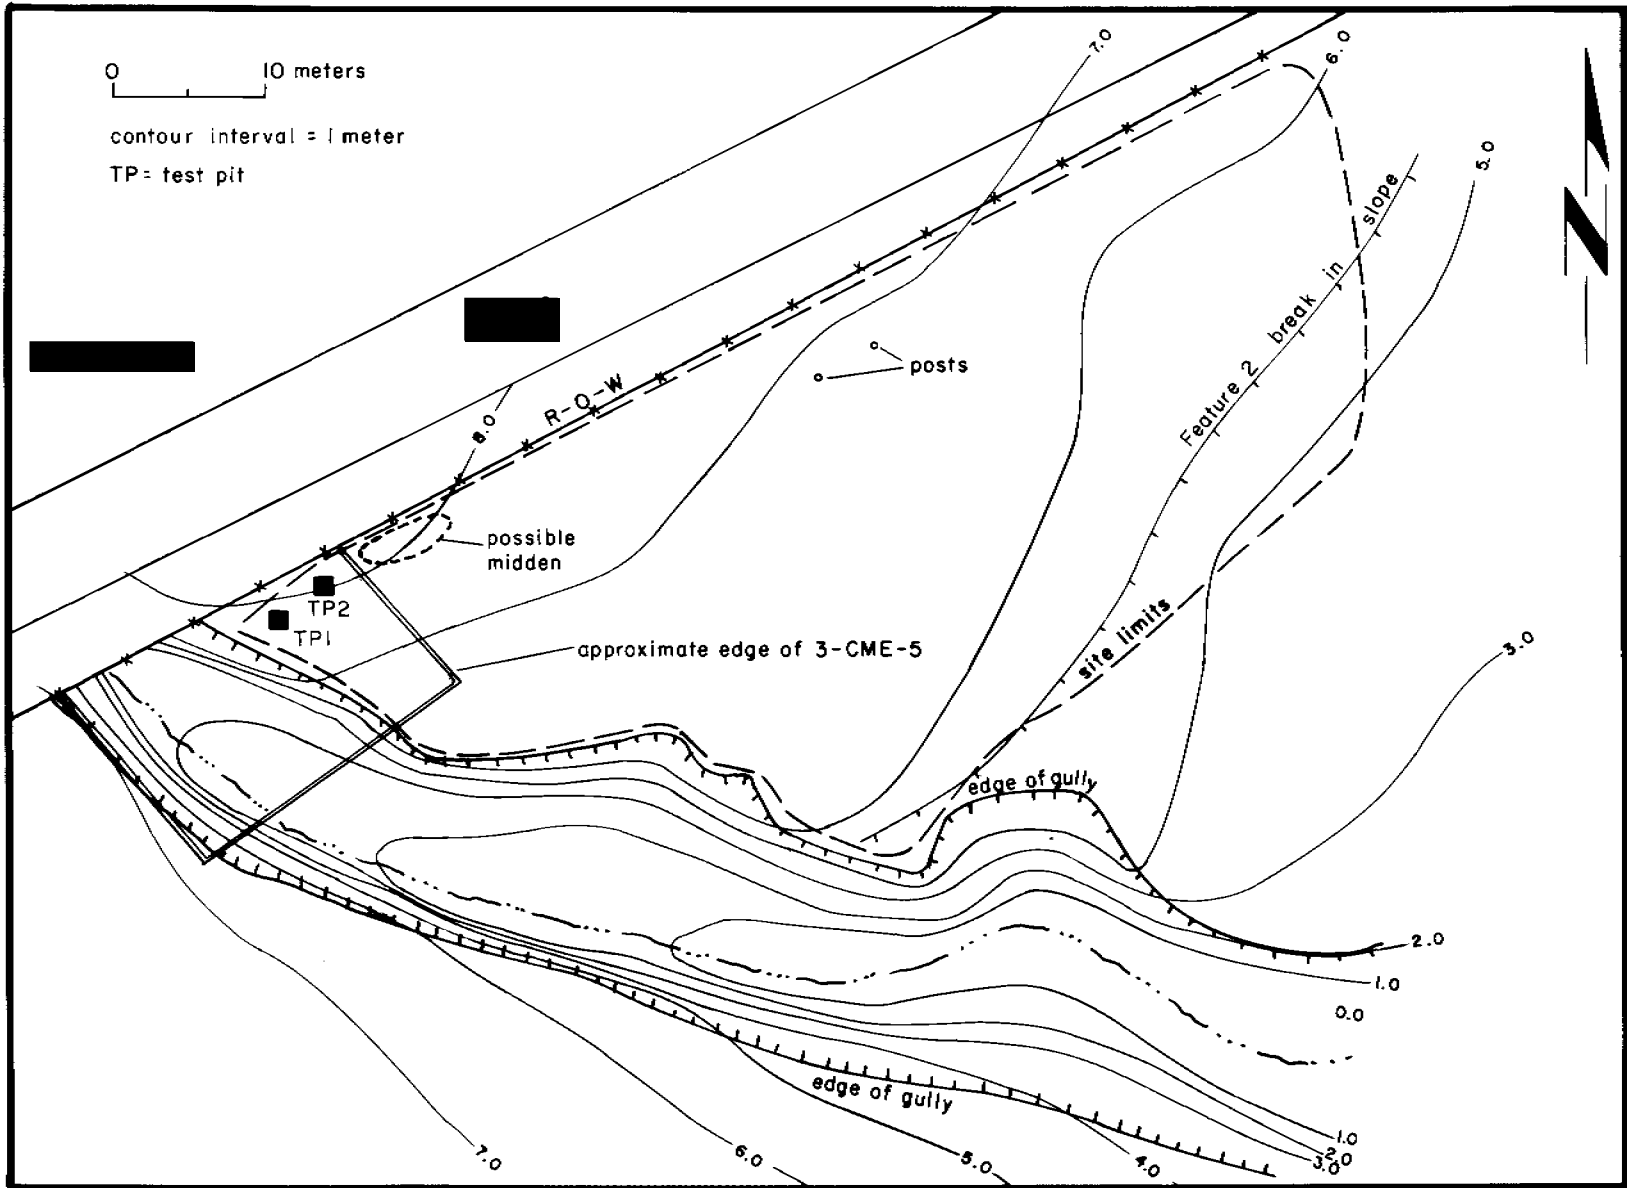 0 10 meters
contour interval = 1 meter
TP= test pit
7.0
6.0
5.0
slope
in
break
Feature 2
posts
R-O-W
8.0
possible
midden
TP2
TP1
approximate edge of 3-CME-5
site limits
3.0
edge of gully
2.0
1.0
0.0
edge of gully
1.0
2.0
3.0
4.0
5.0
6.0
7.0
N